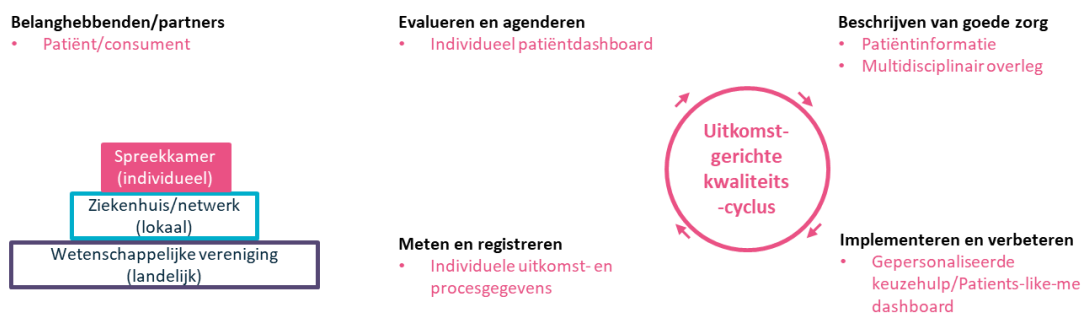 Belanghebbenden/partners
• Patiënt/consument
Spreekkamer
(individueel)
Ziekenhuis/netwerk
(lokaal)
Wetenschappelijke vereniging
(landelijk)
Evalueren en agenderen
• Individueel patiëntdashboard
Meten en registreren
• Individuele uitkomst- en
procesgegevens
Uitkomst-
gerichte
kwaliteits
-cyclus
Beschrijven van goede zorg
• Patiëntinformatie
• Multidisciplinair overleg
Implementeren en verbeteren
• Gepersonaliseerde
keuzehulp/Patients-like-me
dashboard